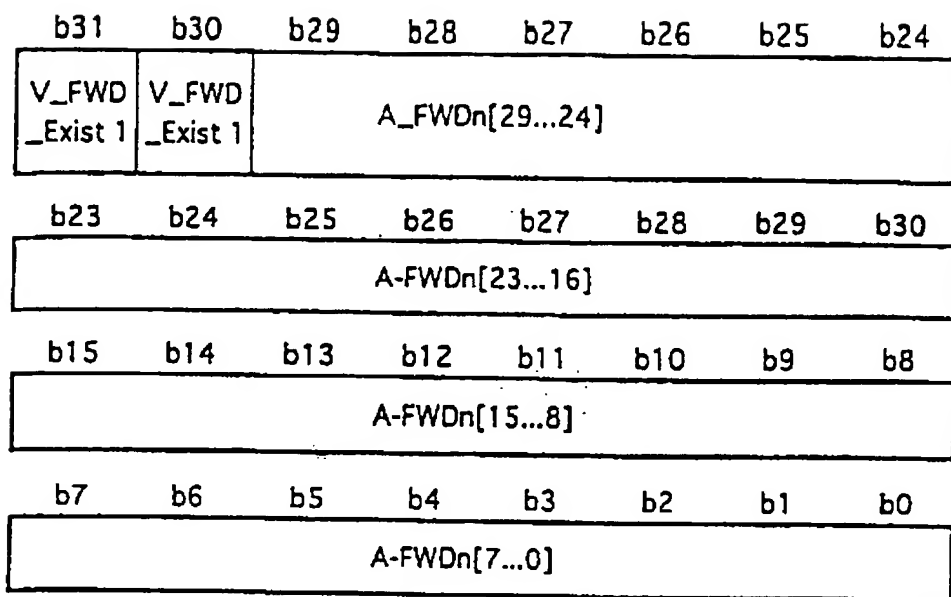 b31 b30 b29 b28 b27 b26 b25 b24
V_FWD V_FWD
_Exist 1 _Exist 1
A_FWDn[29...24]
b23 b24 b25 b26 b27 b28 b29 b30
A-FWDn[23...16]
b15 b14 b13 b12 b11 b10 b9 b8
A-FWDn[15...8]
b7 b6 b5 b4 b3 b2 b1 b0
A-FWDn[7...0]